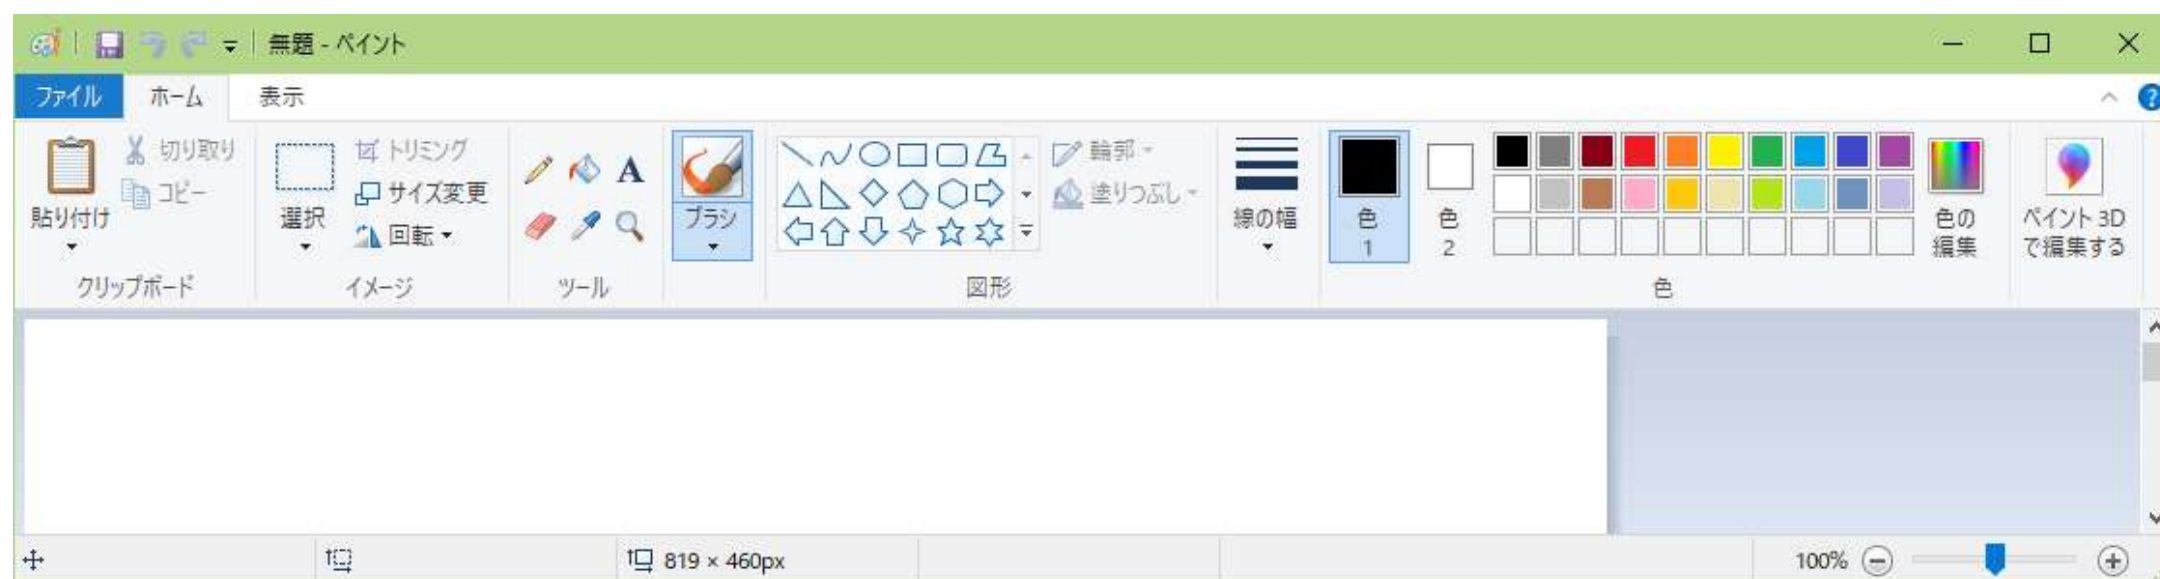 無題 - ペイント
ファイル ホーム 表示
貼り付け
切り取り
コピー
クリップボード
選択
トリミング
サイズ変更
回転
イメージ
A
ツール
ブラシ
輪郭
塗りつぶし
図形
線の幅
色
1
色
2
色の
編集
色
ペイント 3D
で編集する
819 × 460px
100%